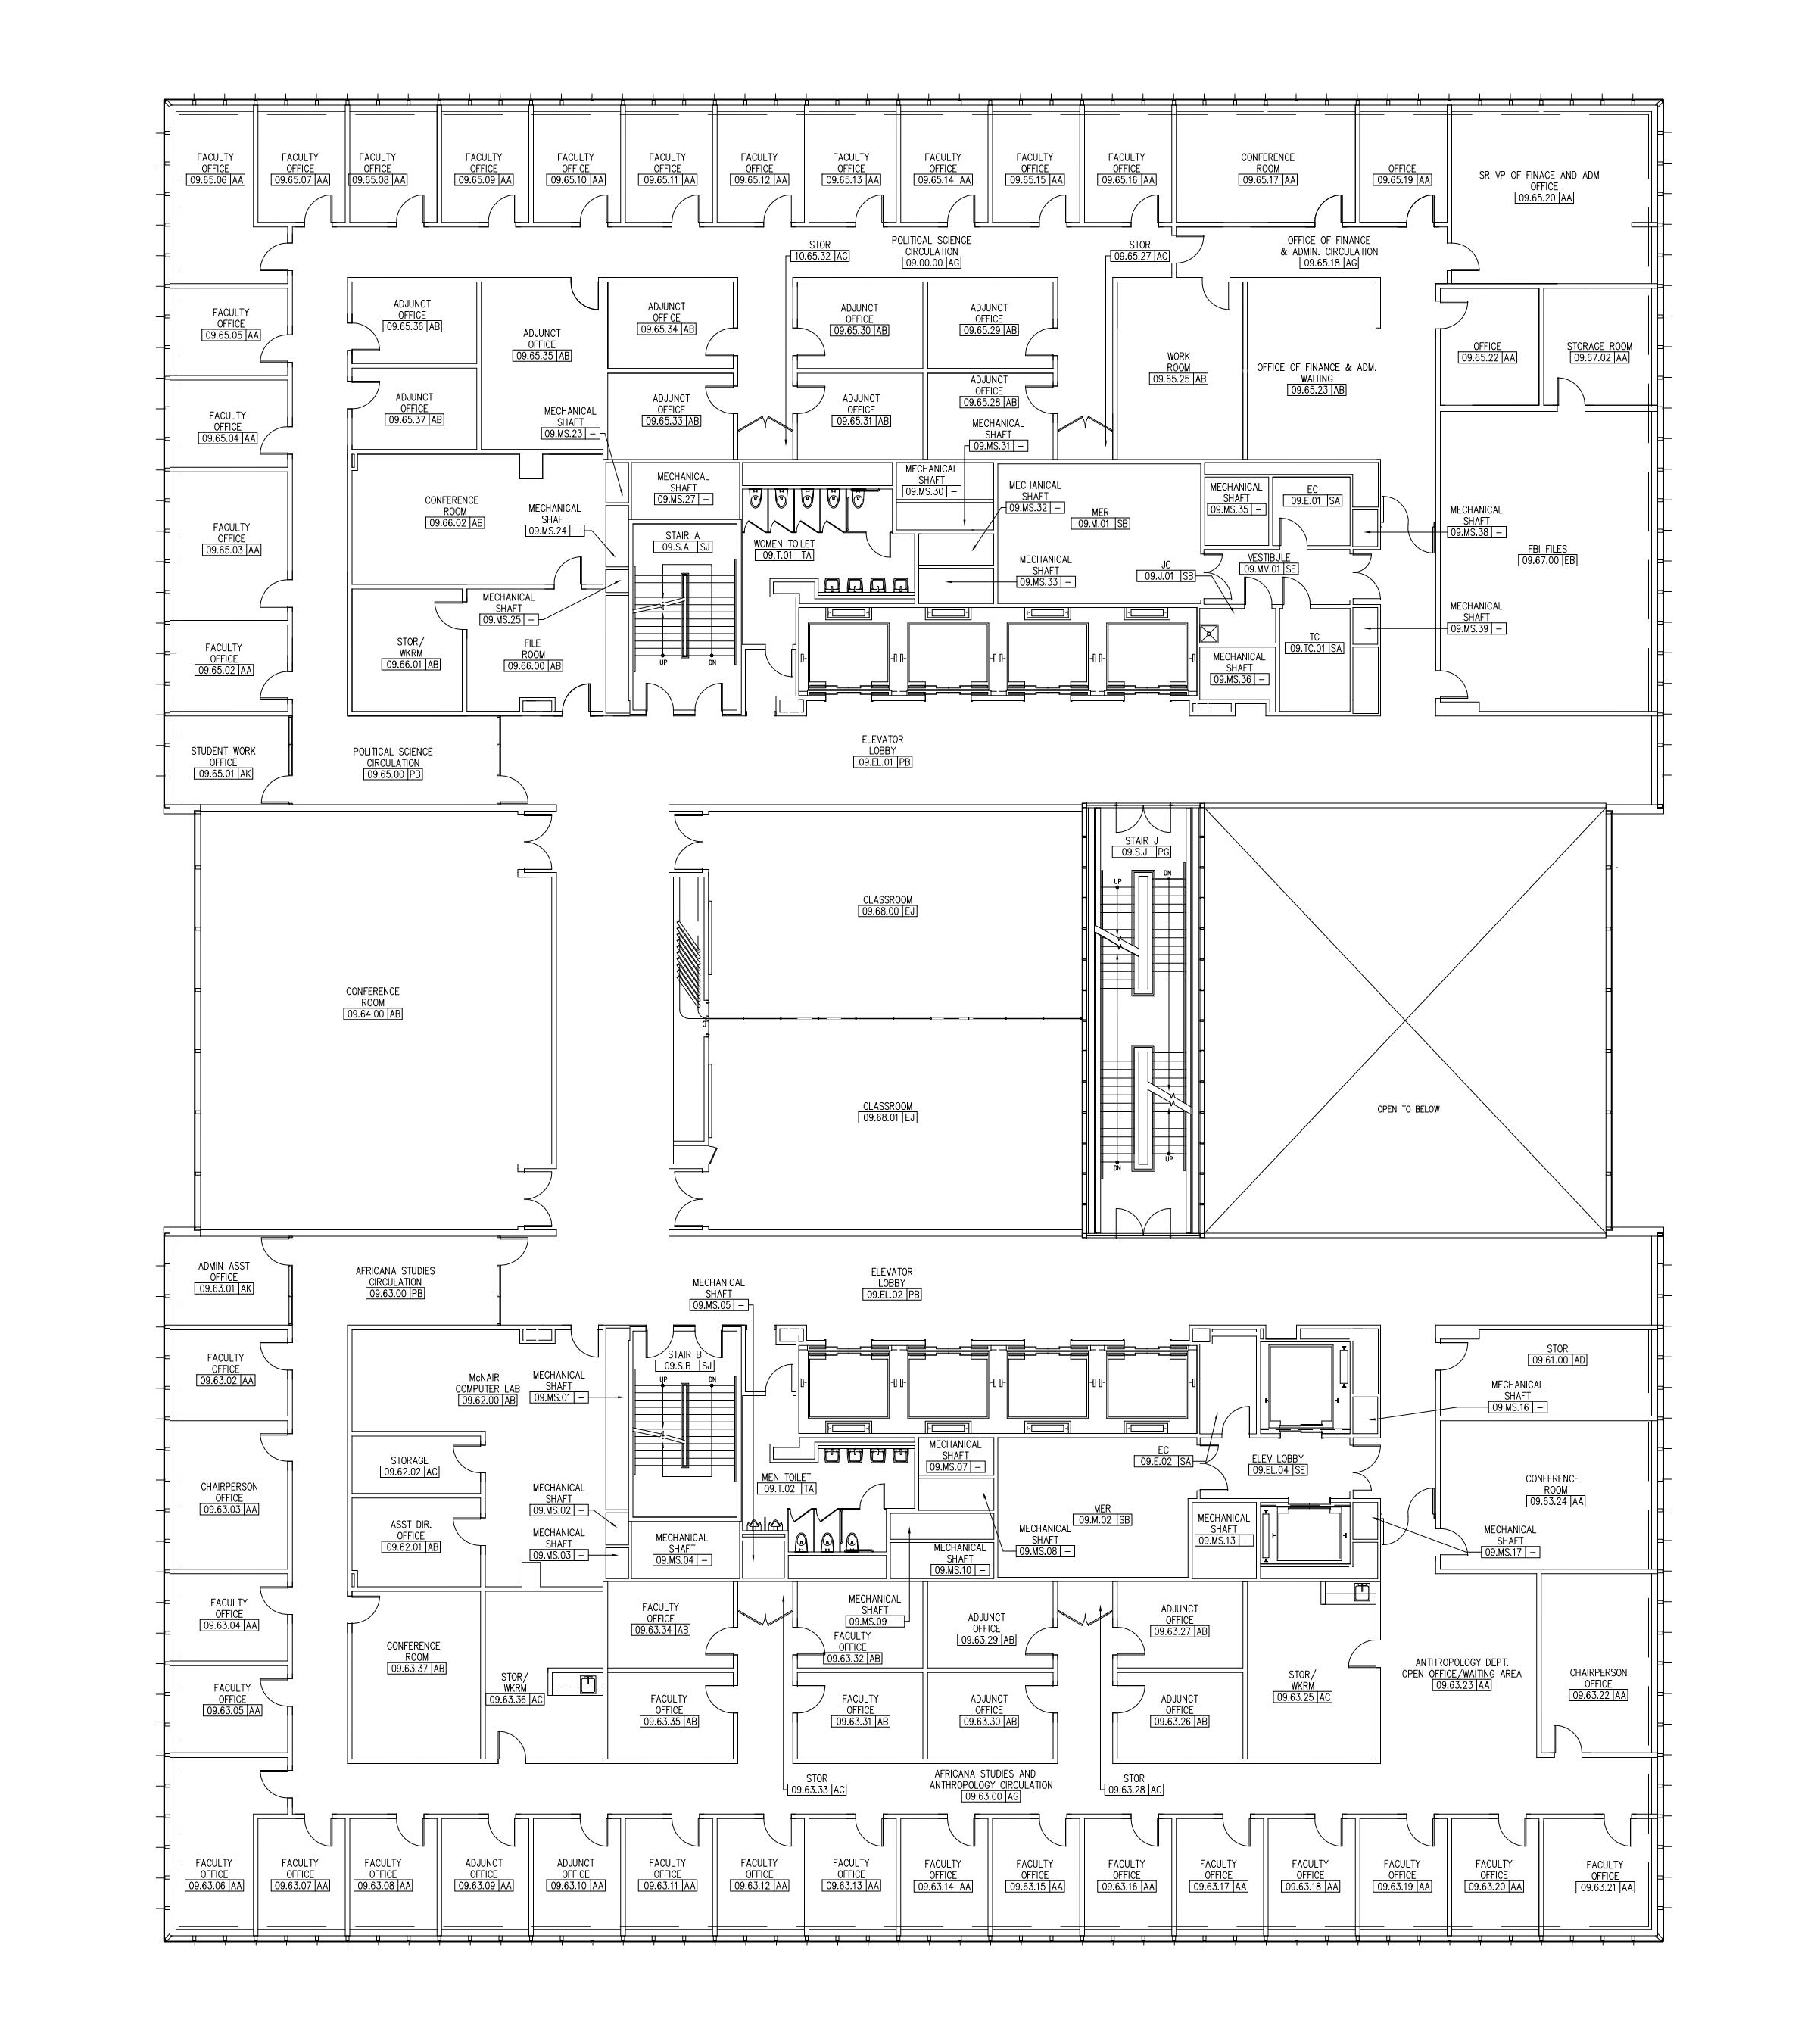 FACULTY
OFFICE
09.65.06 AA
FACULTY
OFFICE
09.65.07 AA
FACULTY
OFFICE
09.65.08 AA
FACULTY
OFFICE
09.65.09 AA
FACULTY
OFFICE
09.65.10 AA
FACULTY
OFFICE
09.65.11 AA
FACULTY
OFFICE
09.65.12 AA
FACULTY
OFFICE
09.65.13 AA
FACULTY
OFFICE
09.65.14 AA
FACULTY
OFFICE
09.65.15 AA
FACULTY
OFFICE
09.65.16 AA
CONFERENCE
ROOM
09.65.17 AA
OFFICE
09.65.19 AA
SR VP OF FINACE AND ADM
OFFICE
09.65.20 AA
STOR
10.65.32 AC
POLITICAL SCIENCE
CIRCULATION
09.00.00 AG
STOR
09.65.27 AC
OFFICE OF FINANCE
& ADMIN. CIRCULATION
09.65.18 AG
FACULTY
OFFICE
09.65.05 AA
ADJUNCT
OFFICE
09.65.36 AB
ADJUNCT
OFFICE
09.65.35 AB
ADJUNCT
OFFICE
09.65.34 AB
ADJUNCT
OFFICE
09.65.30 AB
ADJUNCT
OFFICE
09.65.29 AB
WORK
ROOM
09.65.25 AB
OFFICE OF FINANCE & ADM.
WAITING
09.65.23 AB
OFFICE
09.65.22 AA
STORAGE ROOM
09.67.02 AA
FACULTY
OFFICE
09.65.04 AA
ADJUNCT
OFFICE
09.65.37 AB
MECHANICAL
SHAFT
09.MS.23 -
ADJUNCT
OFFICE
09.65.33 AB
ADJUNCT
OFFICE
09.65.31 AB
ADJUNCT
OFFICE
09.65.28 AB
MECHANICAL
SHAFT
09.MS.31 -
FACULTY
OFFICE
09.65.03 AA
CONFERENCE
ROOM
09.66.02 AB
MECHANICAL
SHAFT
09.MS.24 -
MECHANICAL
SHAFT
09.MS.27 -
MECHANICAL
SHAFT
09.MS.30 -
MECHANICAL
SHAFT
09.MS.32 -
MER
09.M.01 SB
MECHANICAL
SHAFT
09.MS.35 -
EC
09.E.01 SA
MECHANICAL
SHAFT
09.MS.38 -
FBI FILES
09.67.00 EB
STAIR A
09.S.A SJ
WOMEN TOILET
09.T.01 TA
MECHANICAL
SHAFT
09.MS.33 -
JC
09.J.01 SB
VESTIBULE
09.MV.01 SE
MECHANICAL
SHAFT
09.MS.39 -
FACULTY
OFFICE
09.65.02 AA
STOR/
WKRM
09.66.01 AB
MECHANICAL
SHAFT
09.MS.25 -
FILE
ROOM
09.66.00 AB
UP
DN
MECHANICAL
SHAFT
09.MS.36 -
TC
09.TC.01 SA
STUDENT WORK
OFFICE
09.65.01 AK
POLITICAL SCIENCE
CIRCULATION
09.65.00 PB
ELEVATOR
LOBBY
09.EL.01 PB
STAIR J
09.S.J PG
UP
DN
CLASSROOM
09.68.00 EJ
CONFERENCE
ROOM
09.64.00 AB
CLASSROOM
09.68.01 EJ
OPEN TO BELOW
DN
UP
ADMIN ASST
OFFICE
09.63.01 AK
AFRICANA STUDIES
CIRCULATION
09.63.00 PB
MECHANICAL
SHAFT
09.MS.05 -
ELEVATOR
LOBBY
09.EL.02 PB
FACULTY
OFFICE
09.63.02 AA
McNAIR
COMPUTER LAB
09.62.00 AB
MECHANICAL
SHAFT
09.MS.01 -
STAIR B
09.S.B SJ
UP
DN
STOR
09.61.00 AD
MECHANICAL
SHAFT
09.MS.16 -
CHAIRPERSON
OFFICE
09.63.03 AA
STORAGE
09.62.02 AC
MECHANICAL
SHAFT
09.MS.02 -
MEN TOILET
09.T.02 TA
MECHANICAL
SHAFT
09.MS.07 -
EC
09.E.02 SA
ELEV LOBBY
09.EL.04 SE
CONFERENCE
ROOM
09.63.24 AA
ASST DIR.
OFFICE
09.62.01 AB
MECHANICAL
SHAFT
09.MS.03 -
MECHANICAL
SHAFT
09.MS.04 -
MECHANICAL
SHAFT
09.MS.10 -
MECHANICAL
SHAFT
09.MS.08 -
MER
09.M.02 SB
MECHANICAL
SHAFT
09.MS.13 -
MECHANICAL
SHAFT
09.MS.17 -
FACULTY
OFFICE
09.63.04 AA
CONFERENCE
ROOM
09.63.37 AB
FACULTY
OFFICE
09.63.34 AB
MECHANICAL
SHAFT
09.MS.09 -
FACULTY
OFFICE
09.63.32 AB
ADJUNCT
OFFICE
09.63.29 AB
ADJUNCT
OFFICE
09.63.27 AB
FACULTY
OFFICE
09.63.05 AA
STOR/
WKRM
09.63.36 AC
FACULTY
OFFICE
09.63.35 AB
FACULTY
OFFICE
09.63.31 AB
ADJUNCT
OFFICE
09.63.30 AB
ADJUNCT
OFFICE
09.63.26 AB
STOR/
WKRM
09.63.25 AC
ANTHROPOLOGY DEPT.
OPEN OFFICE/WAITING AREA
09.63.23 AA
CHAIRPERSON
OFFICE
09.63.22 AA
STOR
09.63.33 AC
AFRICANA STUDIES AND
ANTHROPOLOGY CIRCULATION
09.63.00 AG
STOR
09.63.28 AC
FACULTY
OFFICE
09.63.06 AA
FACULTY
OFFICE
09.63.07 AA
FACULTY
OFFICE
09.63.08 AA
ADJUNCT
OFFICE
09.63.09 AA
ADJUNCT
OFFICE
09.63.10 AA
FACULTY
OFFICE
09.63.11 AA
FACULTY
OFFICE
09.63.12 AA
FACULTY
OFFICE
09.63.13 AA
FACULTY
OFFICE
09.63.14 AA
FACULTY
OFFICE
09.63.15 AA
FACULTY
OFFICE
09.63.16 AA
FACULTY
OFFICE
09.63.17 AA
FACULTY
OFFICE
09.63.18 AA
FACULTY
OFFICE
09.63.19 AA
FACULTY
OFFICE
09.63.20 AA
FACULTY
OFFICE
09.63.21 AA